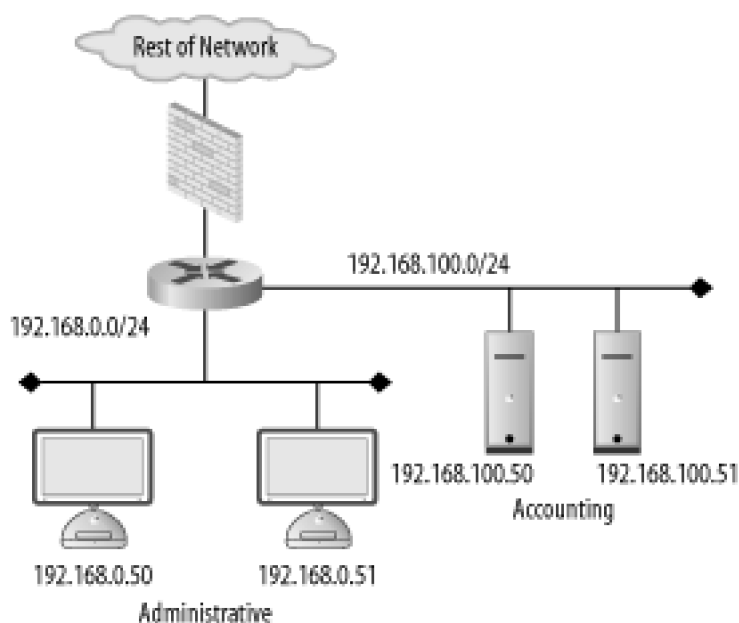 Rest of Network
192.168.100.0/24
192.168.0.0/24
192.168.100.50
192.168.100.51
Accounting
192.168.0.50
192.168.0.51
Administrative